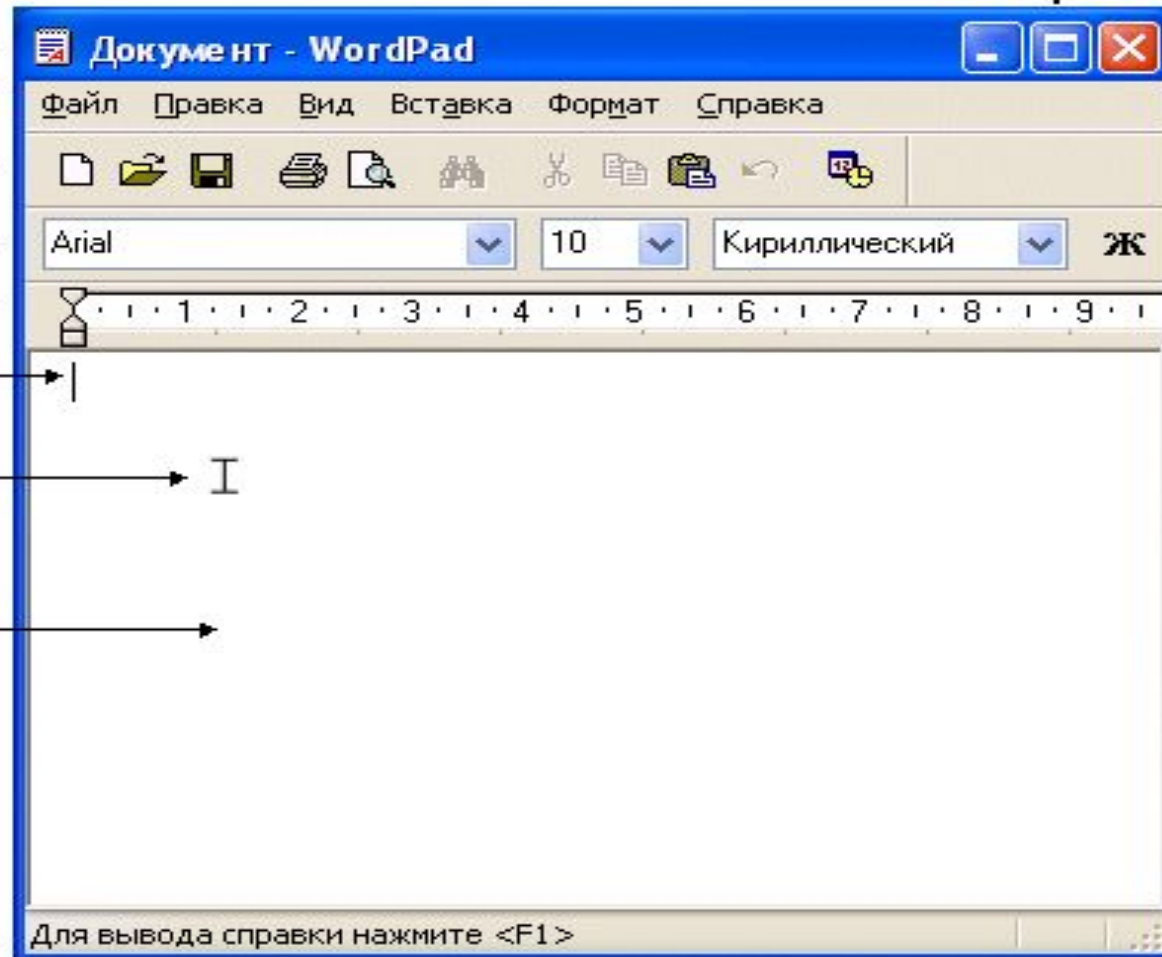 Документ - WordPad
Файл Правка Вид Вставка Формат Справка
Arial 10 Кириллический Ж
1 2 3 4 5 6 7 8 9
Для вывода справки нажмите <F1>